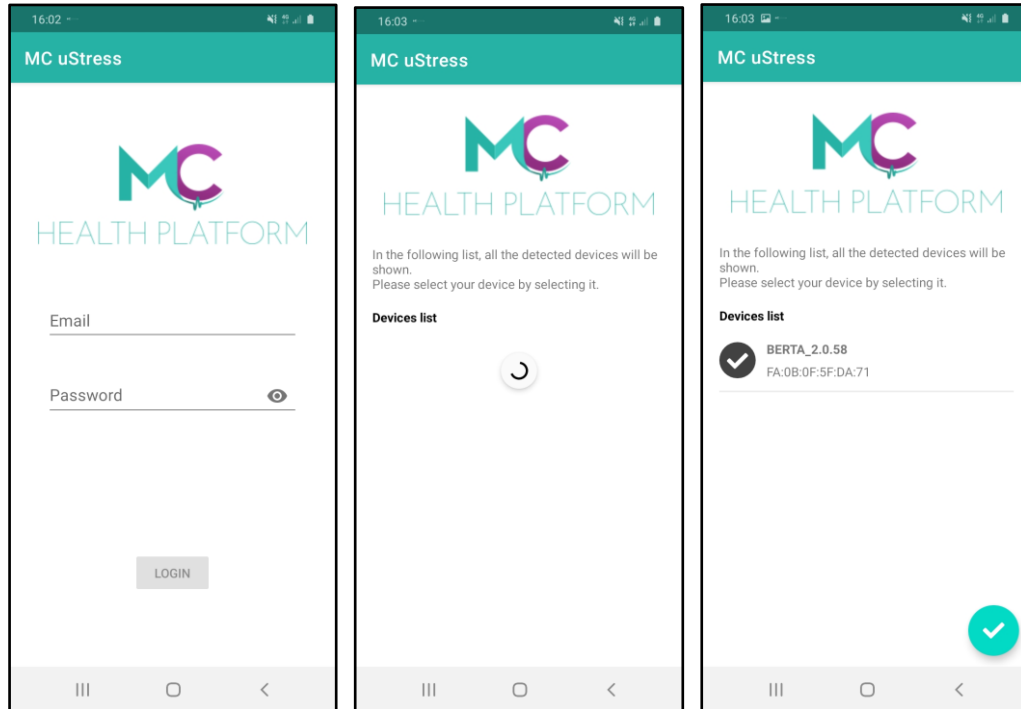 16:02
MC uStress
MC
HEALTH PLATFORM
Email
Password
LOGIN
16:03
MC uStress
MC
HEALTH PLATFORM
In the following list, all the detected devices will be
shown.
Please select your device by selecting it.
Devices list
16:03
MC uStress
MC
HEALTH PLATFORM
In the following list, all the detected devices will be
shown.
Please select your device by selecting it.
Devices list
BERTA_2.0.58
FA:0B:0F:5F:DA:71